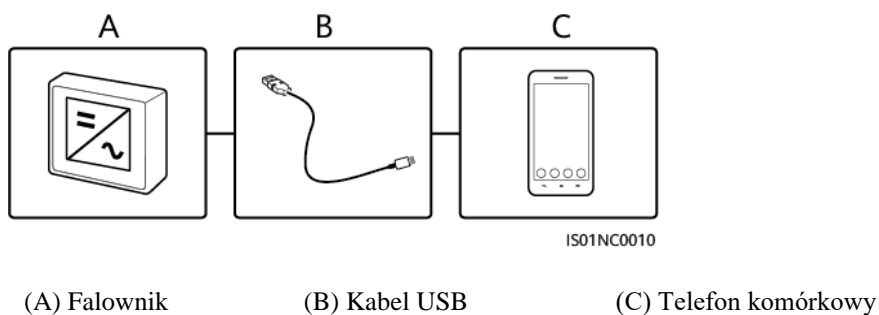 A B C
IS01NC0010
(A) Falownik (B) Kabel USB (C) Telefon komórkowy